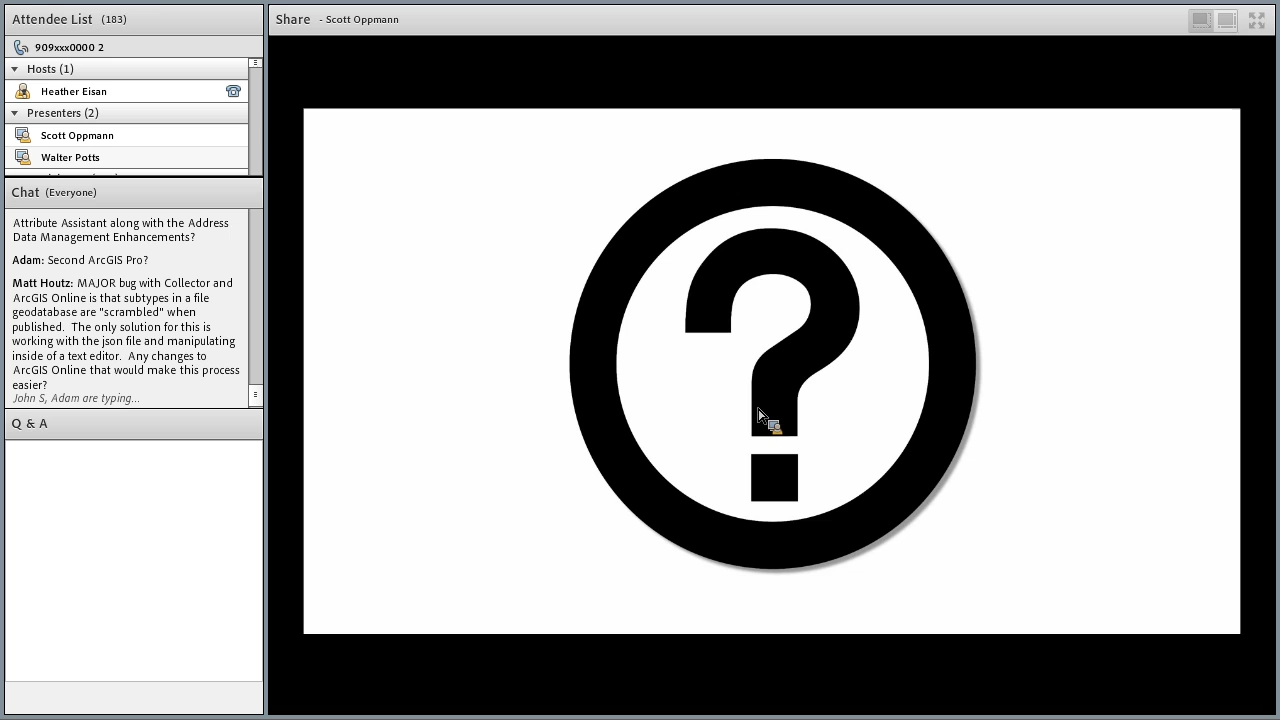 Attendee List (183)
909xxx0000 2
Hosts (1)
Heather Eisan
Presenters (2)
Scott Oppmann
Walter Potts
Chat (Everyone)
Attribute Assistant along with the Address
Data Management Enhancements?
Adam: Second ArcGIS Pro?
Matt Houtz: MAJOR bug with Collector and
ArcGIS Online is that subtypes in a file
geodatabase are "scrambled" when
published. The only solution for this is
working with the json file and manipulating
inside of a text editor. Any changes to
ArcGIS Online that would make this process
easier?
John S, Adam are typing...
Q & A
Share - Scott Oppmann
?